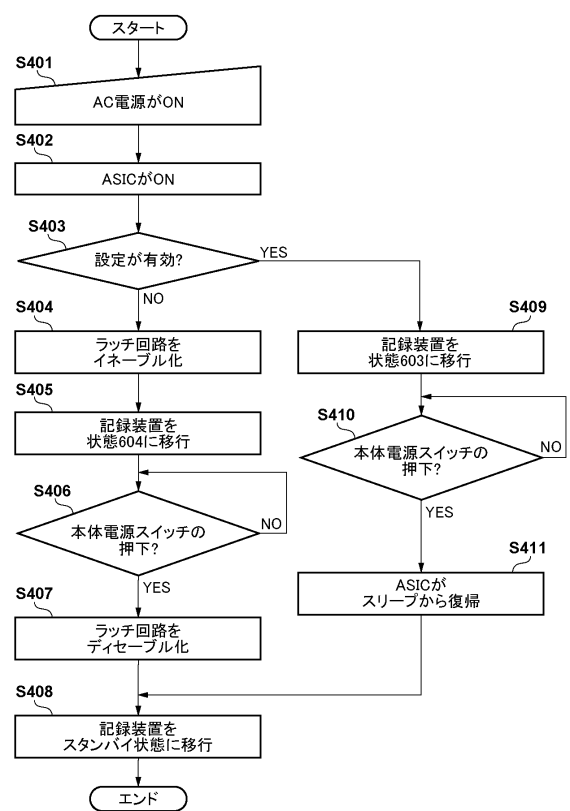 スタート
S401
AC電源がON
S402
ASICがON
S403
設定が有効?
YES
NO
S404
ラッチ回路を
イネーブル化
S405
記録装置を
状態604に移行
S406
本体電源スイッチの
押下?
NO
YES
S407
ラッチ回路を
ディセーブル化
S408
記録装置を
スタンバイ状態に移行
エンド
S409
記録装置を
状態603に移行
S410
本体電源スイッチの
押下?
NO
YES
S411
ASICが
スリープから復帰